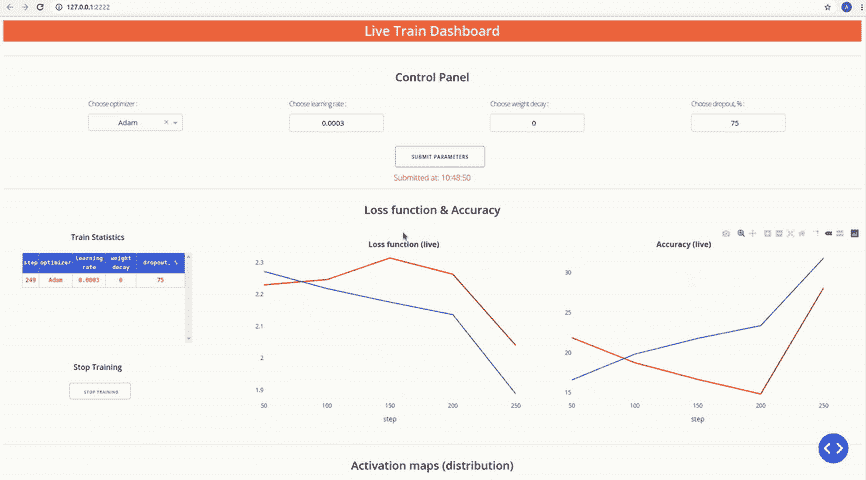 127.0.0.1:2222
A
Live Train Dashboard
Control Panel
Choose optimizer :
Choose learning rate :
Choose weight decay :
Choose dropout, % :
Adam
0.0003
0
75
SUBMIT PARAMETERS
Submitted at: 10:48:50
Loss function & Accuracy
Train Statistics
step optimizer learning rate weight decay dropout, %
249 Adam 0.0003 0 75
Stop Training
STOP TRAINING
Loss function (live)
2.3
2.2
2.1
2
1.9
50 100 150 200 250
step
Accuracy (live)
30
25
20
15
50 100 150 200 250
step
Activation maps (distribution)